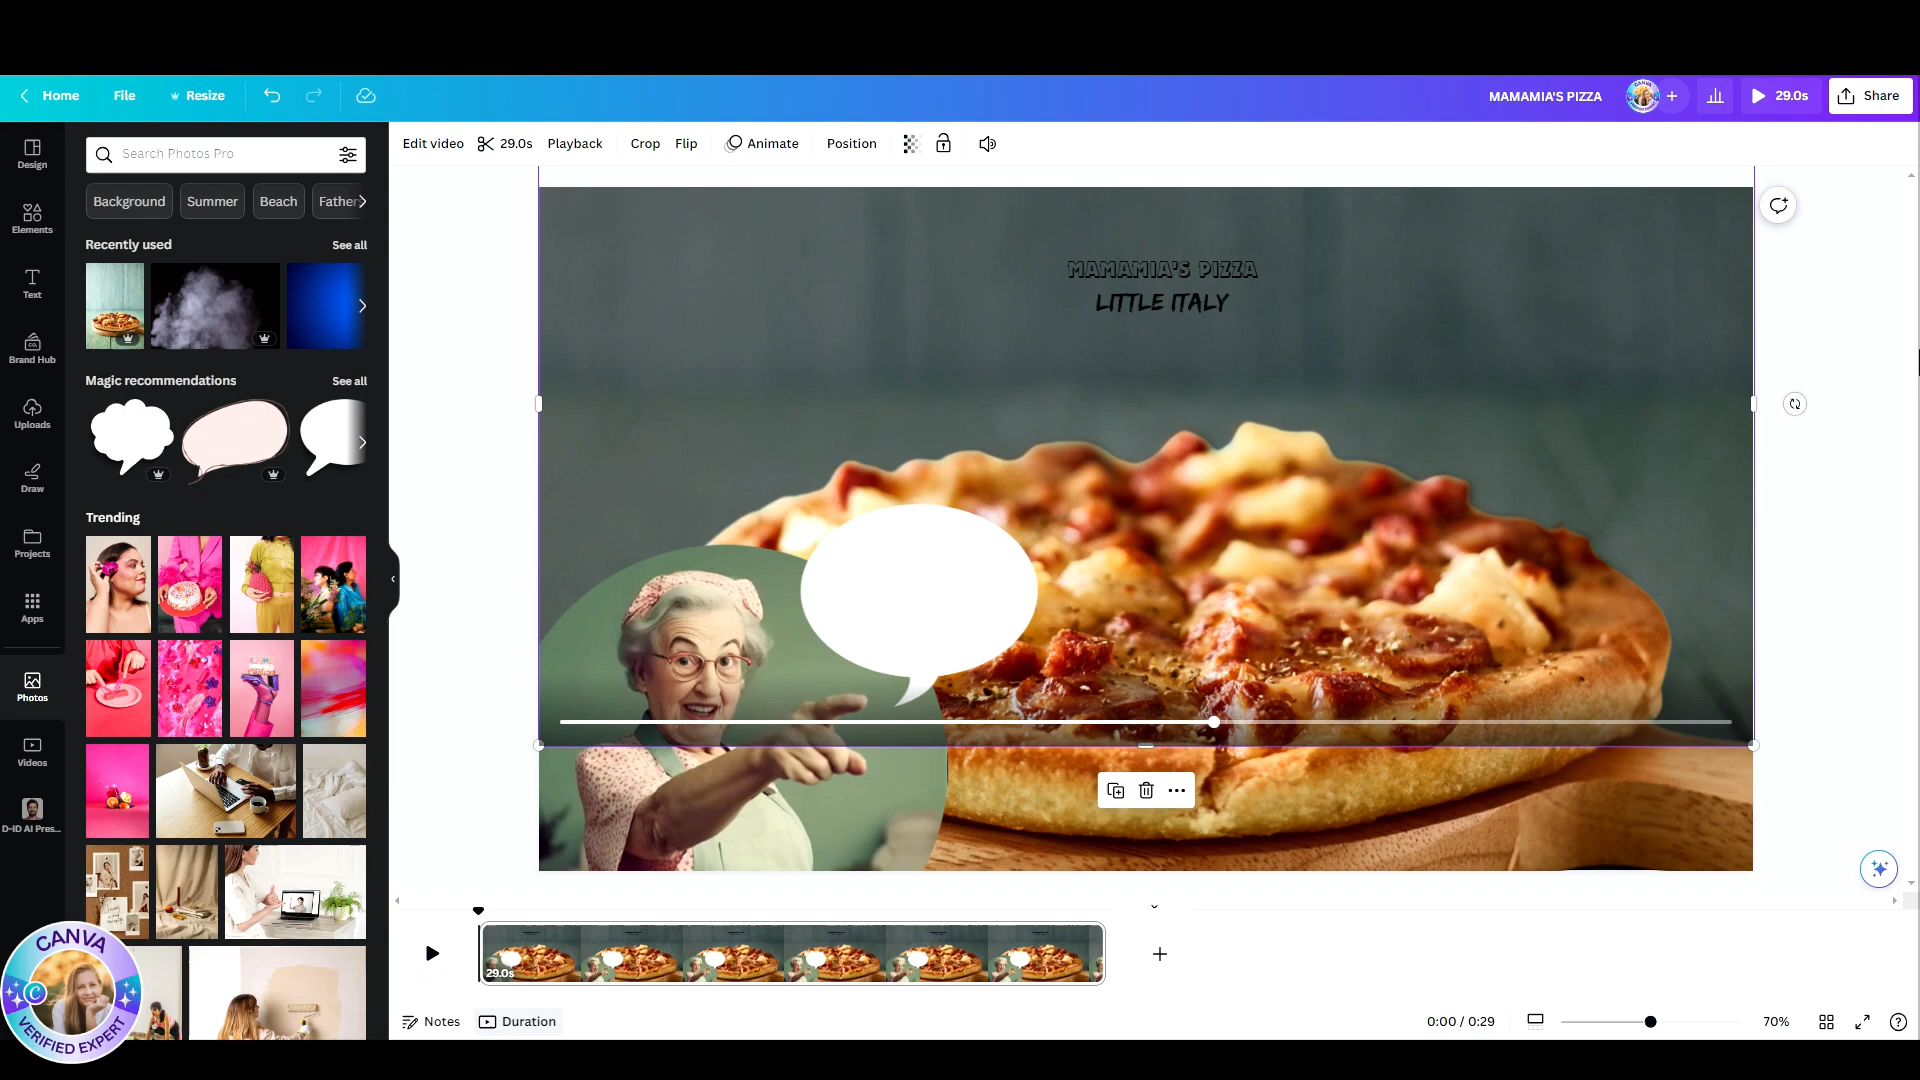 Home
File
Resize
MAMAMIA'S PIZZA
29.0s
Share
Design
Elements
Text
Brand Hub
Uploads
Draw
Projects
Apps
Photos
Videos
D-ID AI Pres...
Search Photos Pro
Background
Summer
Beach
Father
Recently used
See all
Magic recommendations
See all
Trending
Edit video
29.0s
Playback
Crop
Flip
Animate
Position
MAMAMIA'S PIZZA
LITTLE ITALY
29.0s
Notes
Duration
0:00 / 0:29
70%
CANVA
VERIFIED EXPERT